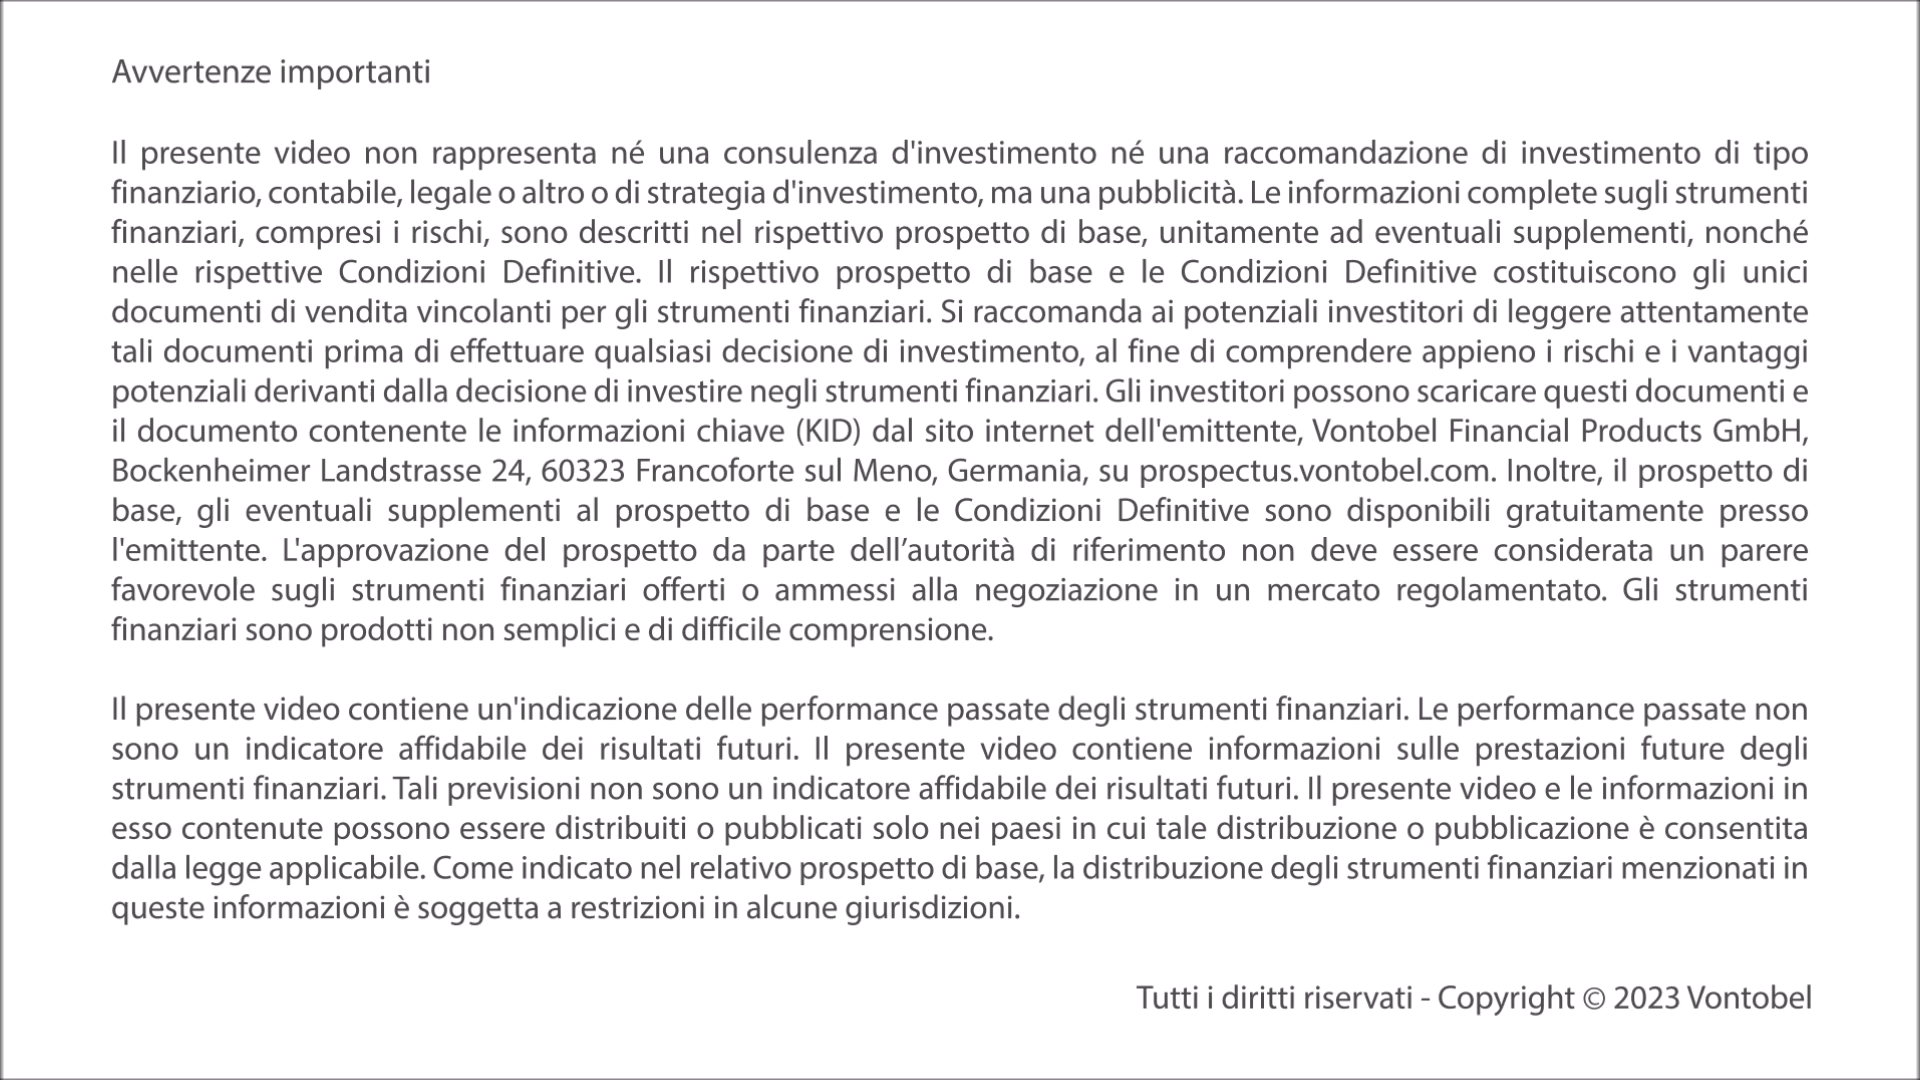 Avvertenze importanti
Il presente video non rappresenta né una consulenza d'investimento né una raccomandazione di investimento di tipo
finanziario, contabile, legale o altro o di strategia d'investimento, ma una pubblicità. Le informazioni complete sugli strumenti
finanziari, compresi i rischi, sono descritti nel rispettivo prospetto di base, unitamente ad eventuali supplementi, nonché
nelle rispettive Condizioni Definitive. Il rispettivo prospetto di base e le Condizioni Definitive costituiscono gli unici
documenti di vendita vincolanti per gli strumenti finanziari. Si raccomanda ai potenziali investitori di leggere attentamente
tali documenti prima di effettuare qualsiasi decisione di investimento, al fine di comprendere appieno i rischi e i vantaggi
potenziali derivanti dalla decisione di investire negli strumenti finanziari. Gli investitori possono scaricare questi documenti e
il documento contenente le informazioni chiave (KID) dal sito internet dell'emittente, Vontobel Financial Products GmbH,
Bockenheimer Landstrasse 24, 60323 Francoforte sul Meno, Germania, su prospectus.vontobel.com. Inoltre, il prospetto di
base, gli eventuali supplementi al prospetto di base e le Condizioni Definitive sono disponibili gratuitamente presso
l'emittente. L'approvazione del prospetto da parte dell’autorità di riferimento non deve essere considerata un parere
favorevole sugli strumenti finanziari offerti o ammessi alla negoziazione in un mercato regolamentato. Gli strumenti
finanziari sono prodotti non semplici e di difficile comprensione.
Il presente video contiene un'indicazione delle performance passate degli strumenti finanziari. Le performance passate non
sono un indicatore affidabile dei risultati futuri. Il presente video contiene informazioni sulle prestazioni future degli
strumenti finanziari. Tali previsioni non sono un indicatore affidabile dei risultati futuri. Il presente video e le informazioni in
esso contenute possono essere distribuiti o pubblicati solo nei paesi in cui tale distribuzione o pubblicazione è consentita
dalla legge applicabile. Come indicato nel relativo prospetto di base, la distribuzione degli strumenti finanziari menzionati in
queste informazioni è soggetta a restrizioni in alcune giurisdizioni.
Tutti i diritti riservati - Copyright © 2023 Vontobel